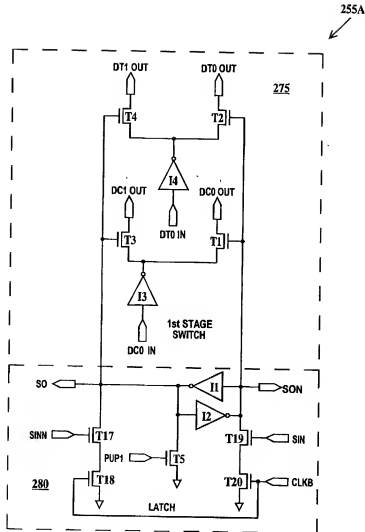 255A
DT1 OUT DT0 OUT
275
T4 T2
I4
DC1 OUT DC0 OUT
DT0 IN
T3 T1
I3
1st STAGE
SWITCH
DC0 IN
SO I1 SON
I2
SINN T17 T19 SIN
PUP1 T5
280 T18 T20 CLKB
LATCH